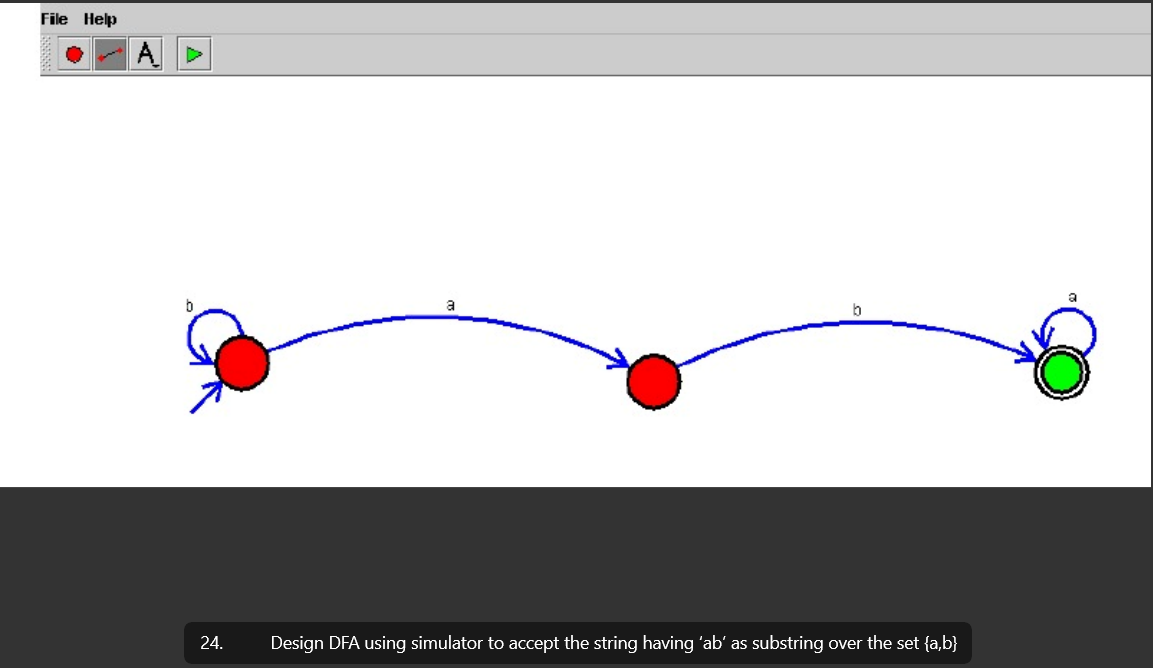 File Help
A
b
a
b
a
24. Design DFA using simulator to accept the string having ‘ab’ as substring over the set {a,b}